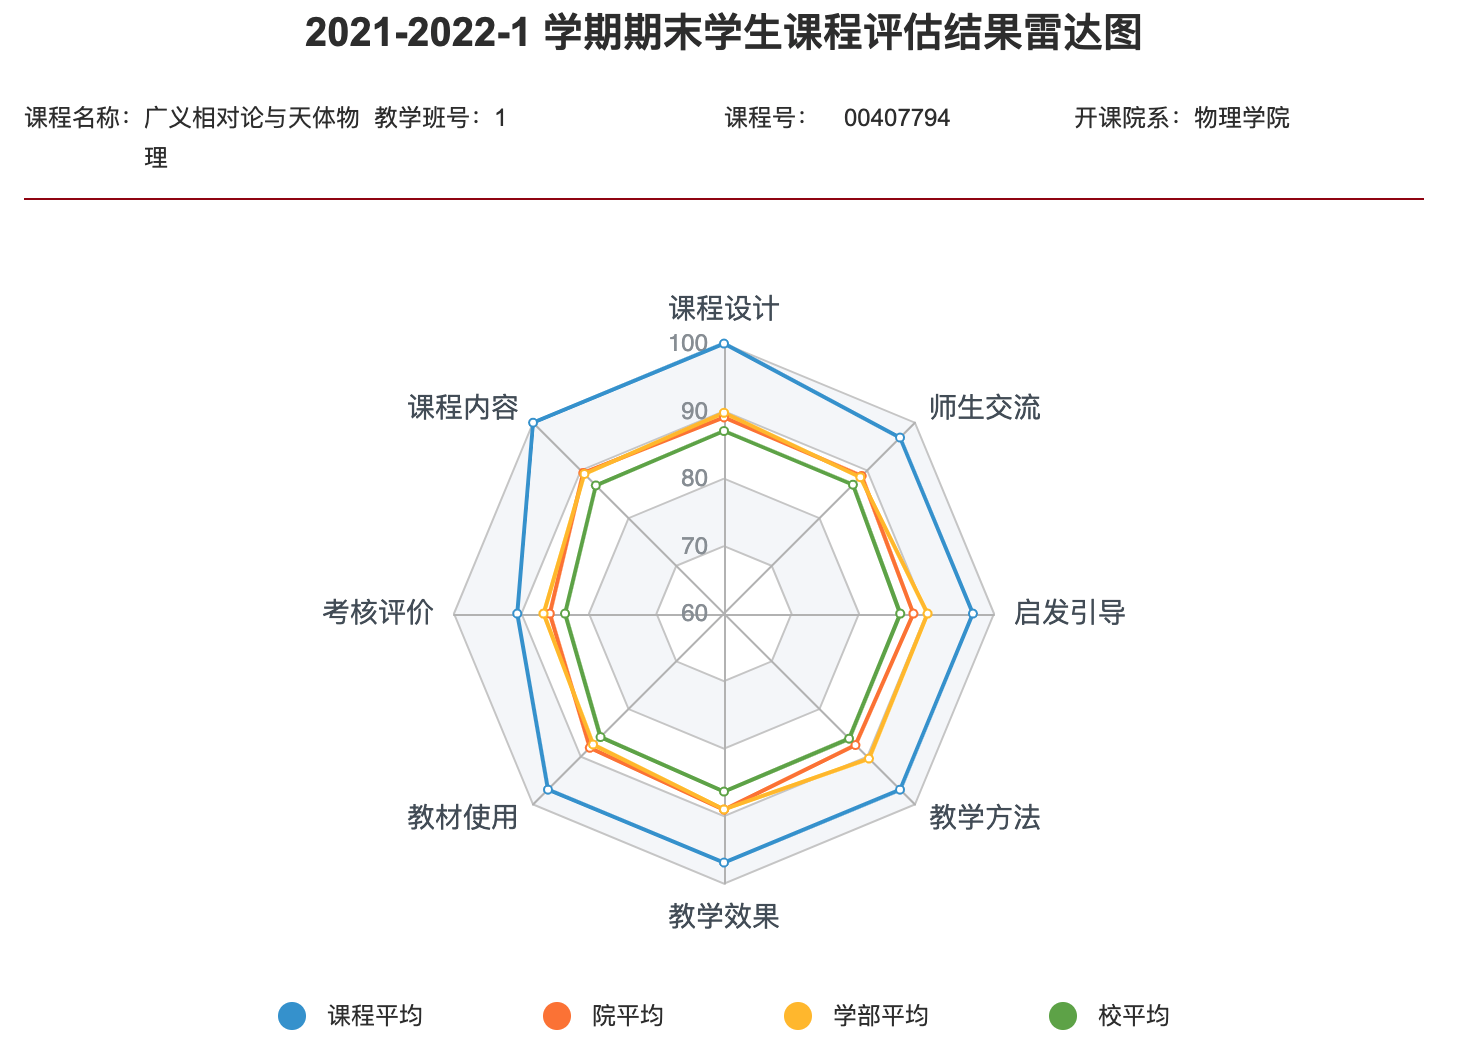 2021-2022-1 学期期末学生课程评估结果雷达图
课程名称： 广义相对论与天体物理 教学班号： 1 课程号： 00407794 开课院系： 物理学院
课程设计
100
课程内容
师生交流
90
80
70
考核评价
60
启发引导
教材使用
教学方法
教学效果
课程平均 院平均 学部平均 校平均